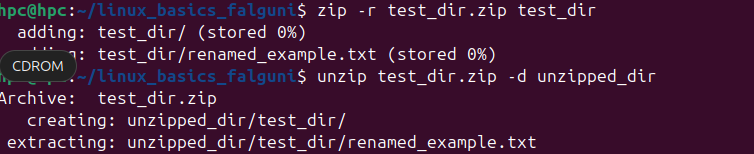 hpc@hpc:~/linux_basics_falguni$ zip -r test_dir.zip test_dir
adding: test_dir/ (stored 0%)
test_dir/renamed_example.txt (stored 0%)
CDROM
:~/linux_basics_falguni$ unzip test_dir.zip -d unzipped_dir
Archive: test_dir.zip
creating: unzipped_dir/test_dir/
extracting: unzipped_dir/test_dir/renamed_example.txt